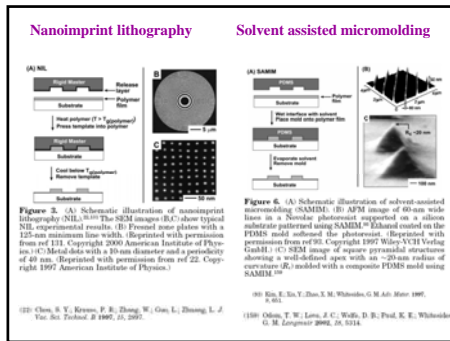 Nanoimprint lithography
Solvent assisted micromolding
(A) NIL
Rigid Master
Release
layer
Polymer
film
Substrate
Heat polymer (T > Tg(polymer))
Press template into polymer
Rigid Master
Substrate
Cool below Tg(polymer)
Remove template
Substrate
(B)
5 µm
(C)
50 nm
Figure 3. (A) Schematic illustration of nanoimprint
lithography (NIL). The SEM images (B,C) show typical
NIL experimental results. (B) Fresnel zone plates with a
125-nm minimum line width. (Reprinted with permission
from ref 131. Copyright 2000 American Institute of Phys-
ics.) (C) Metal dots with a 10-nm diameter and a periodicity
of 40 nm. (Reprinted with permission from ref 22. Copy-
right 1997 American Institute of Physics.)
(22) Chou, S. Y.; Krauss, P. R.; Zhang, W.; Guo, L.; Zhuang, L. J.
Vac. Sci. Technol. B 1997, 15, 2897.
(A) SAMIM
PDMS
Polymer
film
Substrate
Wet interface with solvent
Place mold onto polymer film
PDMS
Substrate
Evaporate solvent
Remove mold
Substrate
(B)
(C)
100 nm
Figure 6. (A) Schematic illustration of solvent-assisted
micromolding (SAMIM). (B) AFM image of 60-nm wide
lines in a Novolac photoresist supported on a silicon
substrate patterned using SAMIM. Ethanol coated on the
PDMS mold softened the photoresist. (Reprinted with
permission from ref 93. Copyright 1997 Wiley-VCH Verlag
GmbH.) (C) SEM image of square pyramidal structures
showing a well-defined apex with an ~20-nm radius of
curvature (Rc) molded with a composite PDMS mold using
SAMIM.
(93) Kim, E.; Xia, Y.; Zhao, X. M.; Whitesides, G. M. Adv. Mater. 1997,
9, 651.
(159) Odom, T. W.; Love, J. C.; Wolfe, D. B.; Paul, K. E.; Whitesides,
G. M. Langmuir 2002, 18, 5314.